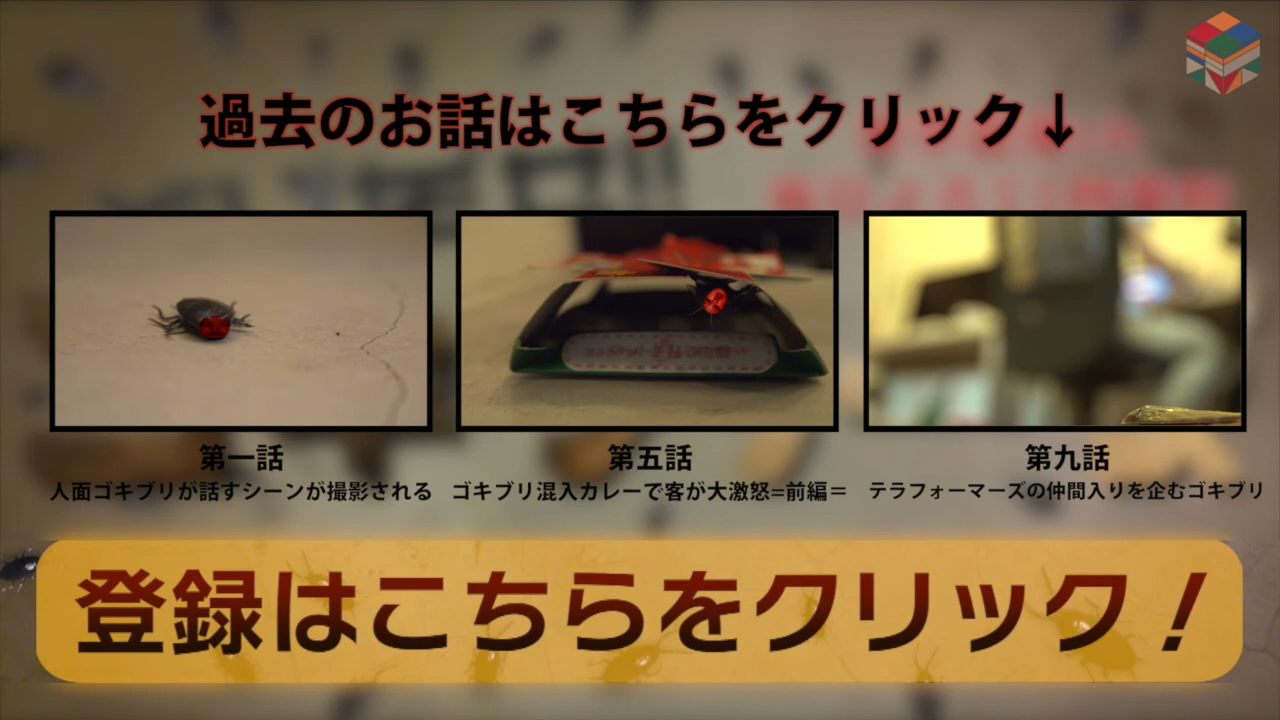 過去のお話はこちらをクリック↓
第一話
人面ゴキブリが話すシーンが撮影される
第五話
ゴキブリ混入カレーで客が大激怒=前編＝
第九話
テラフォーマーズの仲間入りを企むゴキブリ
登録はこちらをクリック！